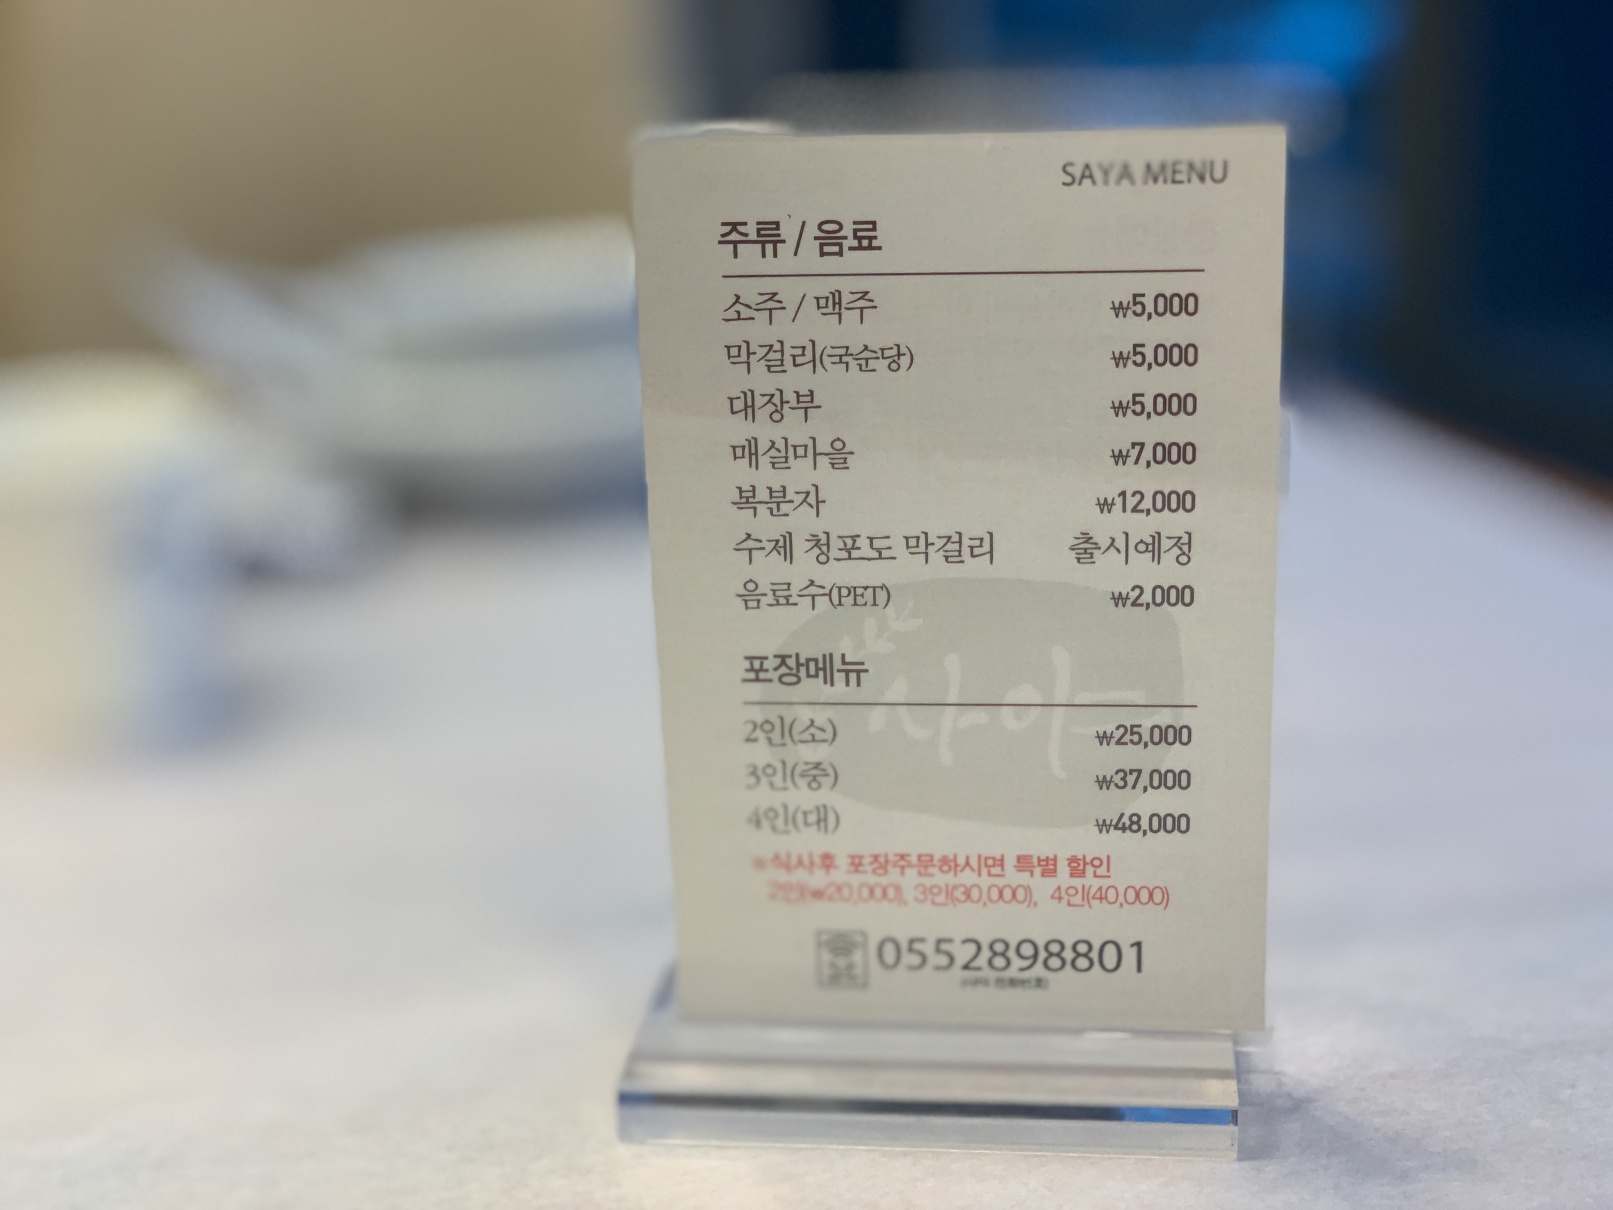 SAYA MENU
주류 / 음료
소주 / 맥주 ₩5,000
막걸리(국순당) ₩5,000
대장부 ₩5,000
매실마을 ₩7,000
복분자 ₩12,000
수제 청포도 막걸리 출시예정
음료수(PET) ₩2,000
사야
포장메뉴
2인(소) ₩25,000
3인(중) ₩37,000
4인(대) ₩48,000
※식사후 포장주문하시면 특별 할인
2인(₩20,000), 3인(30,000), 4인(40,000)
0552898801